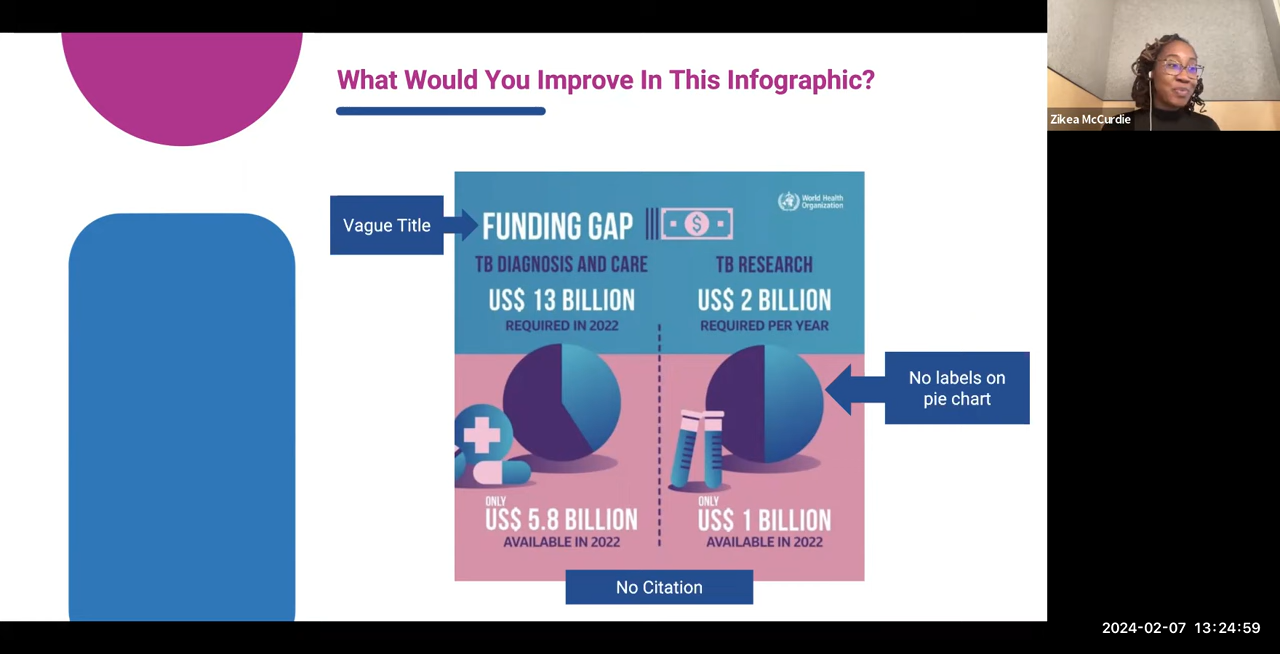 What Would You Improve In This Infographic?
Zikea McCurdie
World Health
Organization
Vague Title
FUNDING GAP
$
TB DIAGNOSIS AND CARE
US$ 13 BILLION
REQUIRED IN 2022
TB RESEARCH
US$ 2 BILLION
REQUIRED PER YEAR
No labels on
pie chart
ONLY
US$ 5.8 BILLION
AVAILABLE IN 2022
ONLY
US$ 1 BILLION
AVAILABLE IN 2022
No Citation
2024-02-07 13:24:59